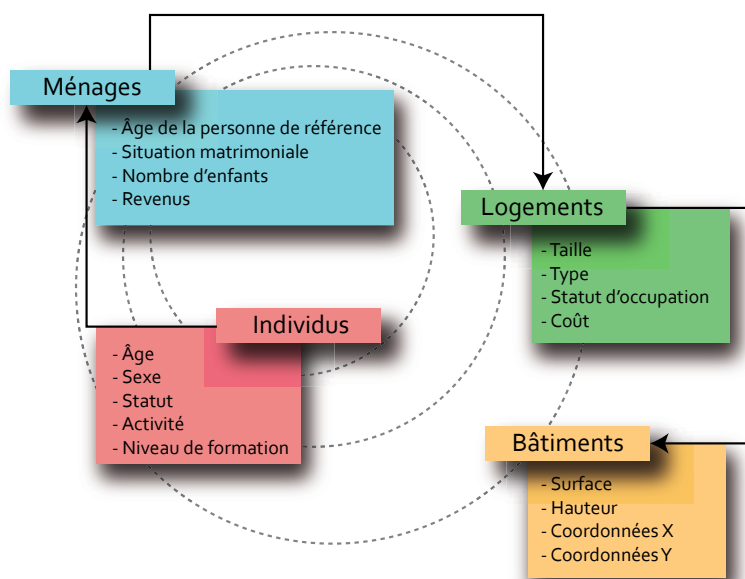 Ménages
- Âge de la personne de référence
- Situation matrimoniale
- Nombre d'enfants
- Revenus
Logements
- Taille
- Type
- Statut d'occupation
- Coût
Individus
- Âge
- Sexe
- Statut
- Activité
- Niveau de formation
Bâtiments
- Surface
- Hauteur
- Coordonnées X
- Coordonnées Y